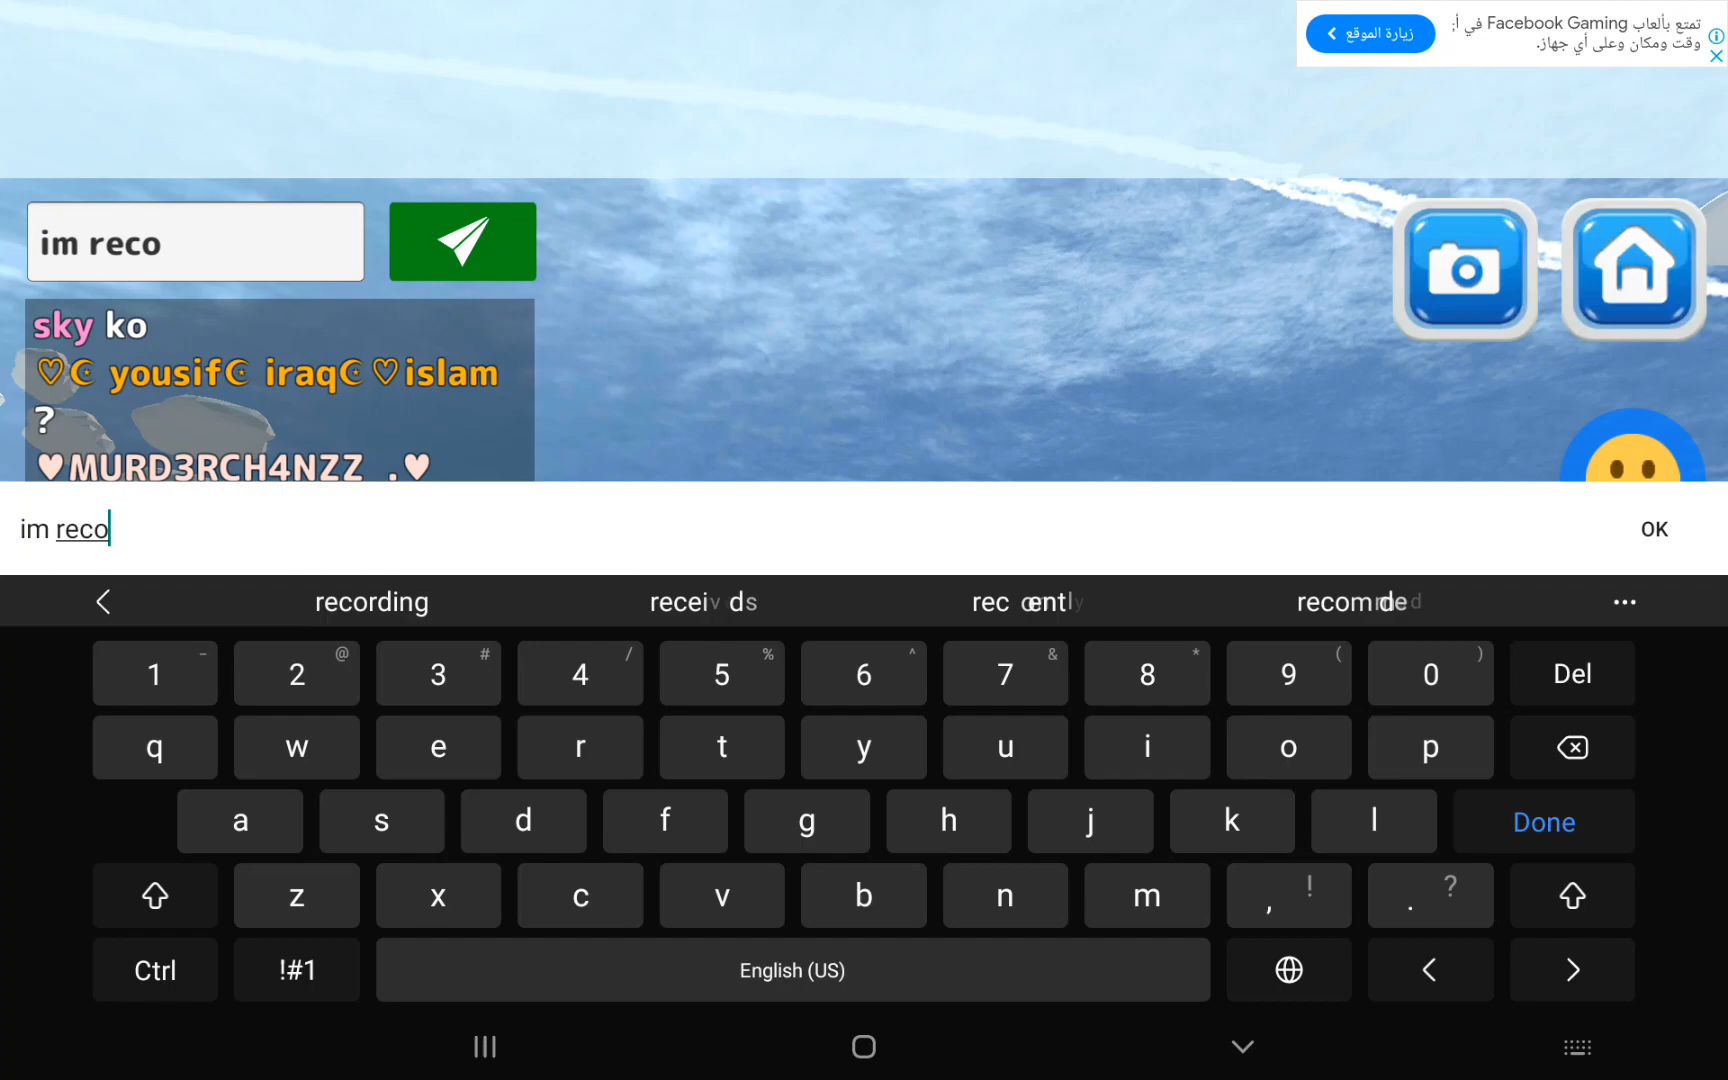 تمتع بألعاب Facebook Gaming في أي
وقت ومكان وعلى أي جهاز.
زيارة الموقع
im reco
sky ko
♡☪ yousif☪ iraq☪♡islam
?
♥MURD3RCH4NZZ .♥
im reco
OK
recording
1 - 2 @ 3 # 4 / 5 % 6 ^ 7 & 8 * 9 ( 0 ) Del
q w e r t y u i o p
a s d f g h j k l Done
z x c v b n m , ! . ?
Ctrl !#1 English (US)